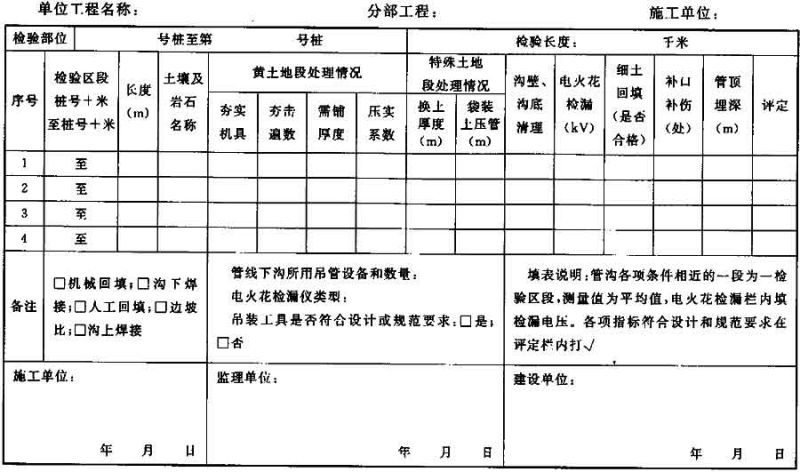 单位工程名称: 分部工程: 施工单位:
检验部位 号桩至第 号桩 检验长度: 千米
序号 检验区段桩号+米至桩号+米 长度(m) 土壤及岩石名称 黄土地段处理情况 特殊土地段处理情况 沟壁、沟底清理 电火花检漏(kV) 细土回填(是否合格) 补口补伤(处) 管顶埋深(m) 评定
夯实机具 夯击遍数 需铺厚度 压实系数 换上厚度(m) 袋装上压管(m)
1 至
2 至
3 至
4 至
备注
□机械回填;□沟下焊
接;□人工回填;□边坡
比;□沟上焊接
管线下沟所用吊管设备和数量:
电火花检漏仪类型:
吊装工具是否符合设计或规范要求:□是;
□否
填表说明:管沟各项条件相近的一段为一检
验区段,测量值为平均值,电火花检漏栏内填
检漏电压。各项指标符合设计和规范要求在
评定栏内打√
施工单位: 监理单位: 建设单位:
年 月 日 年 月 日 年 月 日